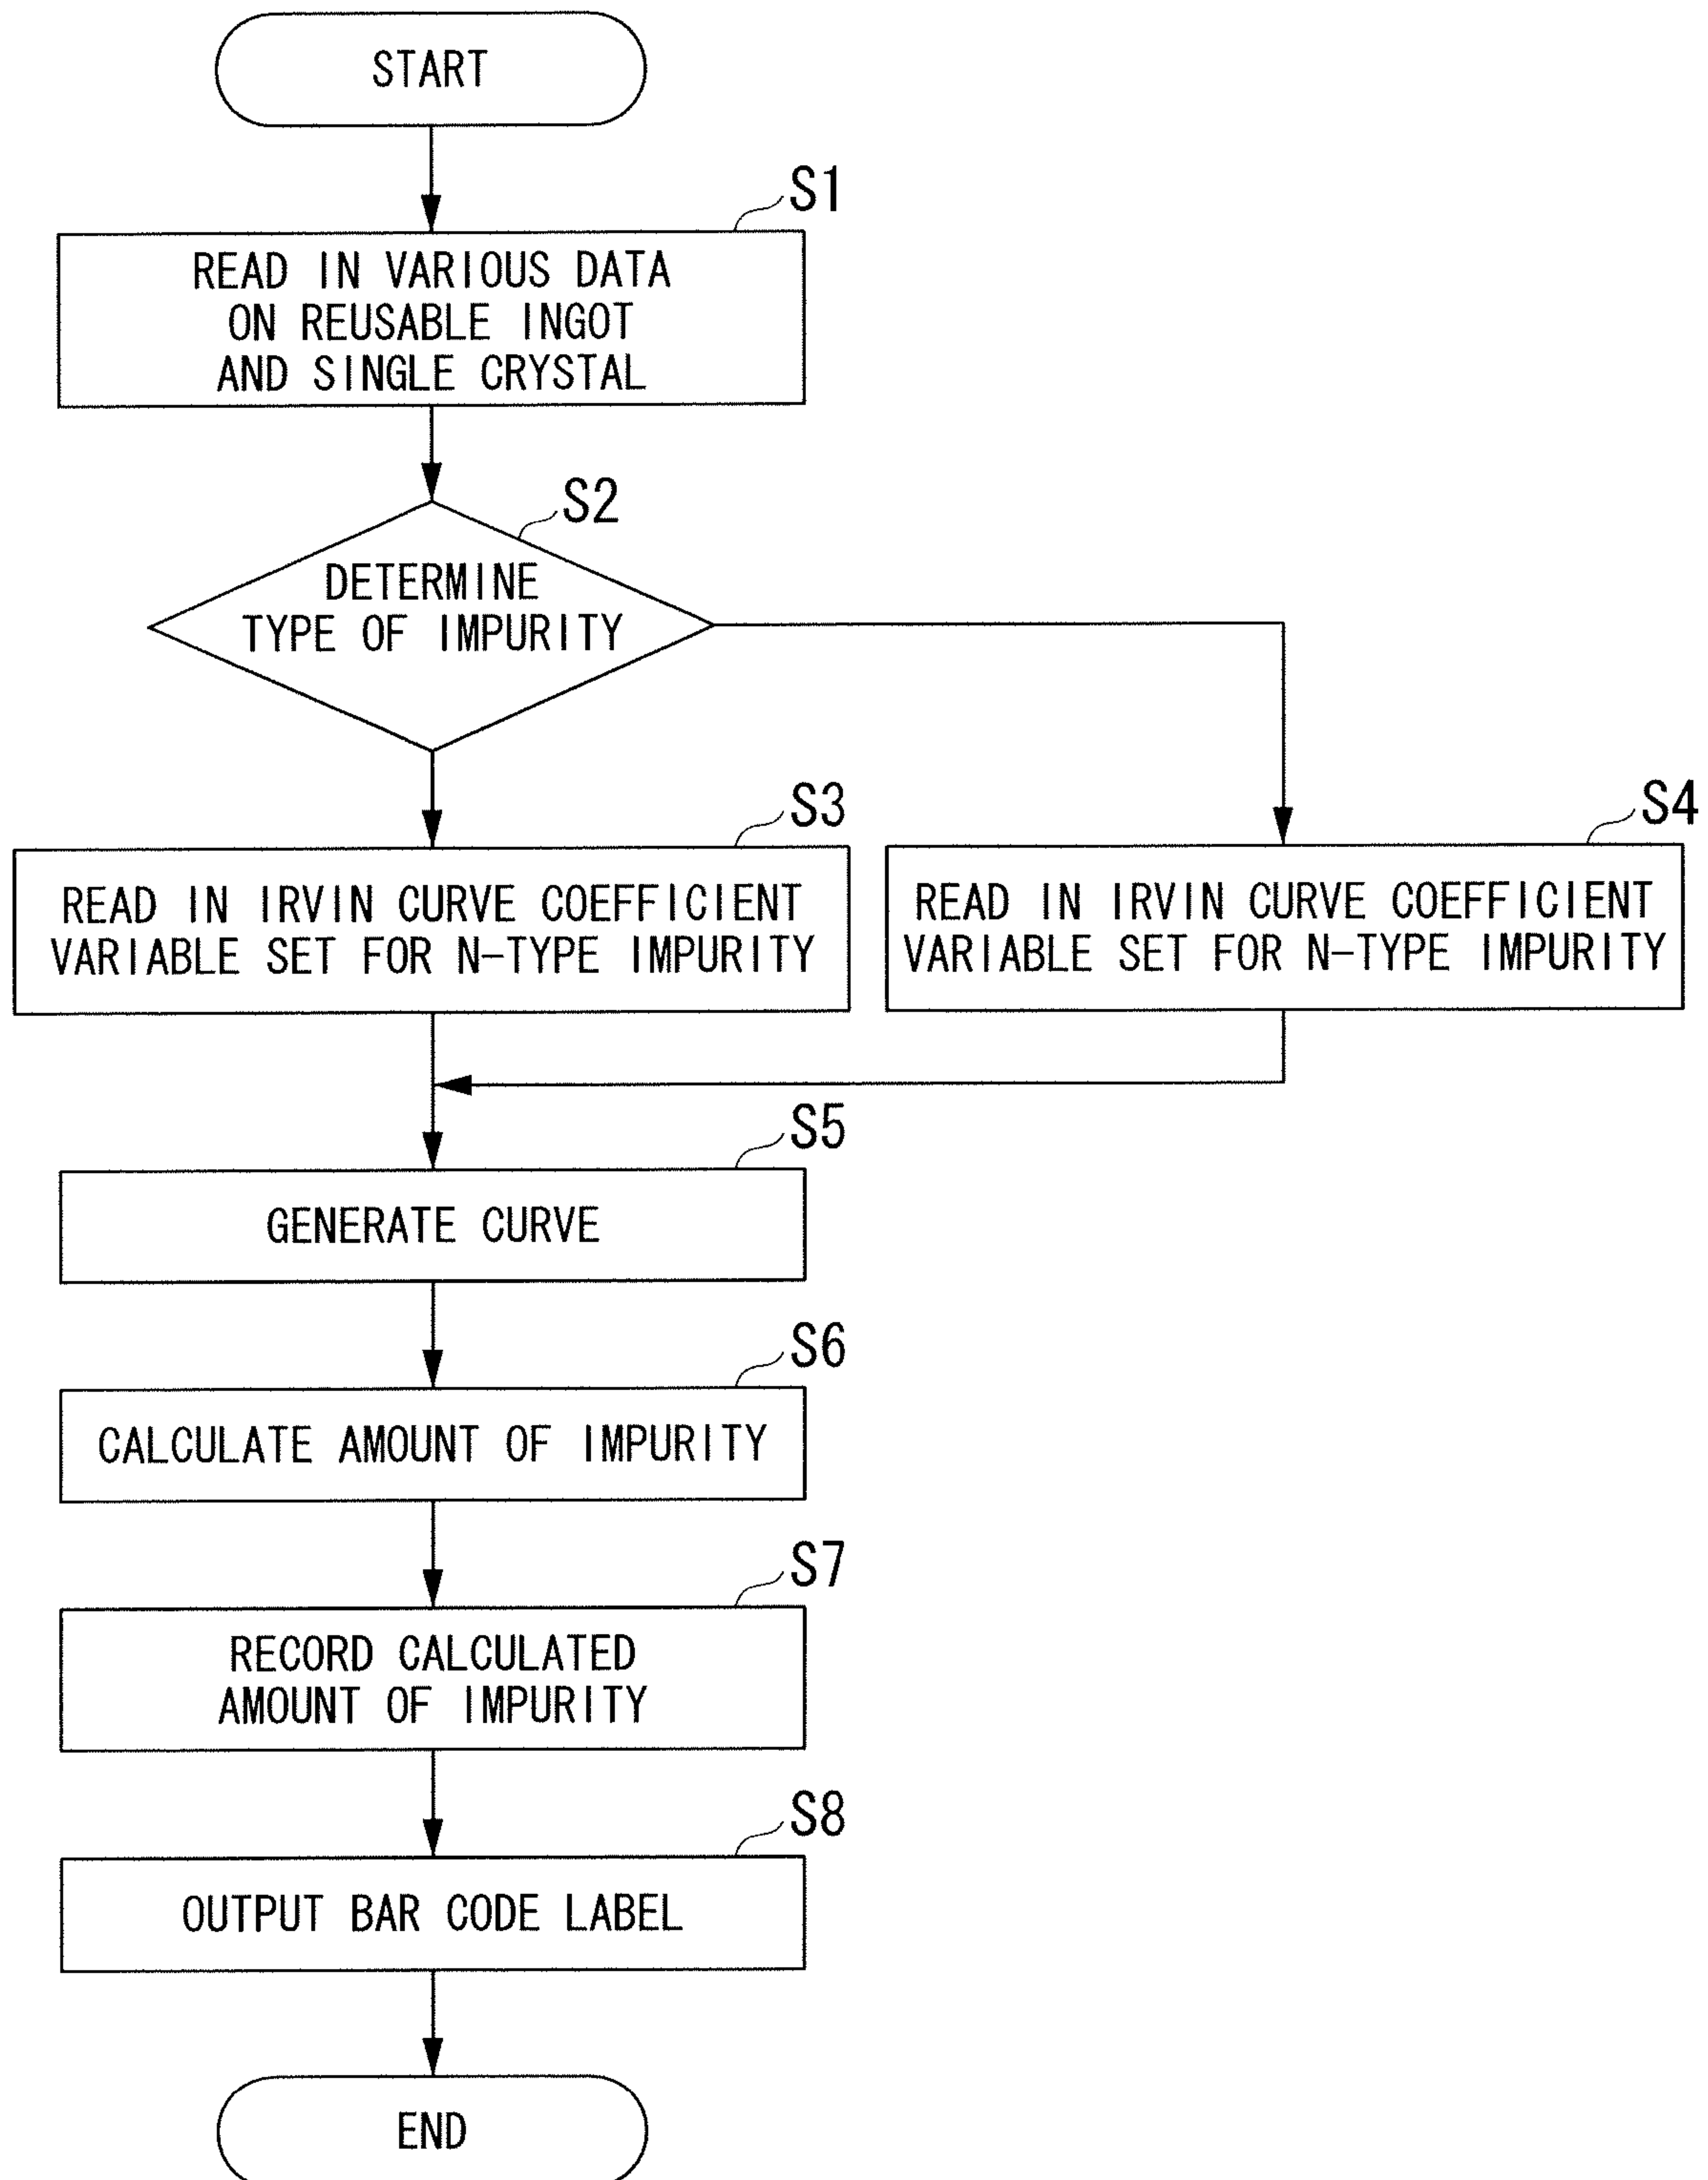 START
S1
READ IN VARIOUS DATA
ON REUSABLE INGOT
AND SINGLE CRYSTAL
S2
DETERMINE
TYPE OF IMPURITY
S3
READ IN IRVIN CURVE COEFFICIENT
VARIABLE SET FOR N-TYPE IMPURITY
S4
READ IN IRVIN CURVE COEFFICIENT
VARIABLE SET FOR N-TYPE IMPURITY
S5
GENERATE CURVE
S6
CALCULATE AMOUNT OF IMPURITY
S7
RECORD CALCULATED
AMOUNT OF IMPURITY
S8
OUTPUT BAR CODE LABEL
END